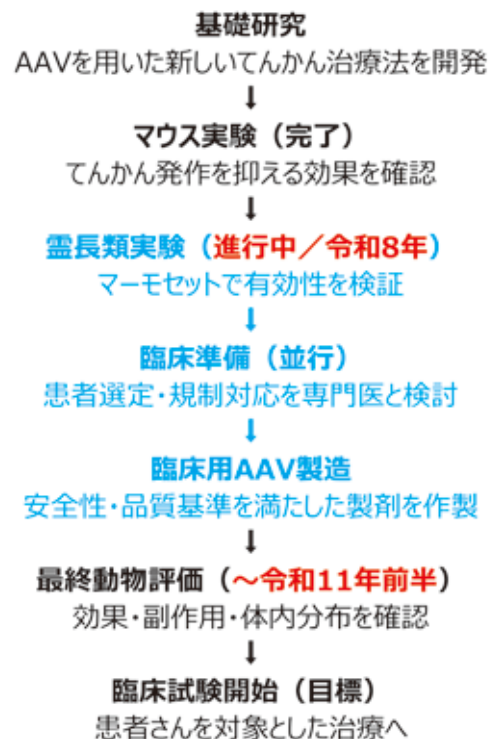 基礎研究
AAVを用いた新しいてんかん治療法を開発
↓
マウス実験（完了）
てんかん発作を抑える効果を確認
↓
霊長類実験（進行中／令和8年）
マーモセットで有効性を検証
↓
臨床準備（並行）
患者選定・規制対応を専門医と検討
↓
臨床用AAV製造
安全性・品質基準を満たした製剤を作製
↓
最終動物評価（～令和11年前半）
効果・副作用・体内分布を確認
↓
臨床試験開始（目標）
患者さんを対象とした治療へ